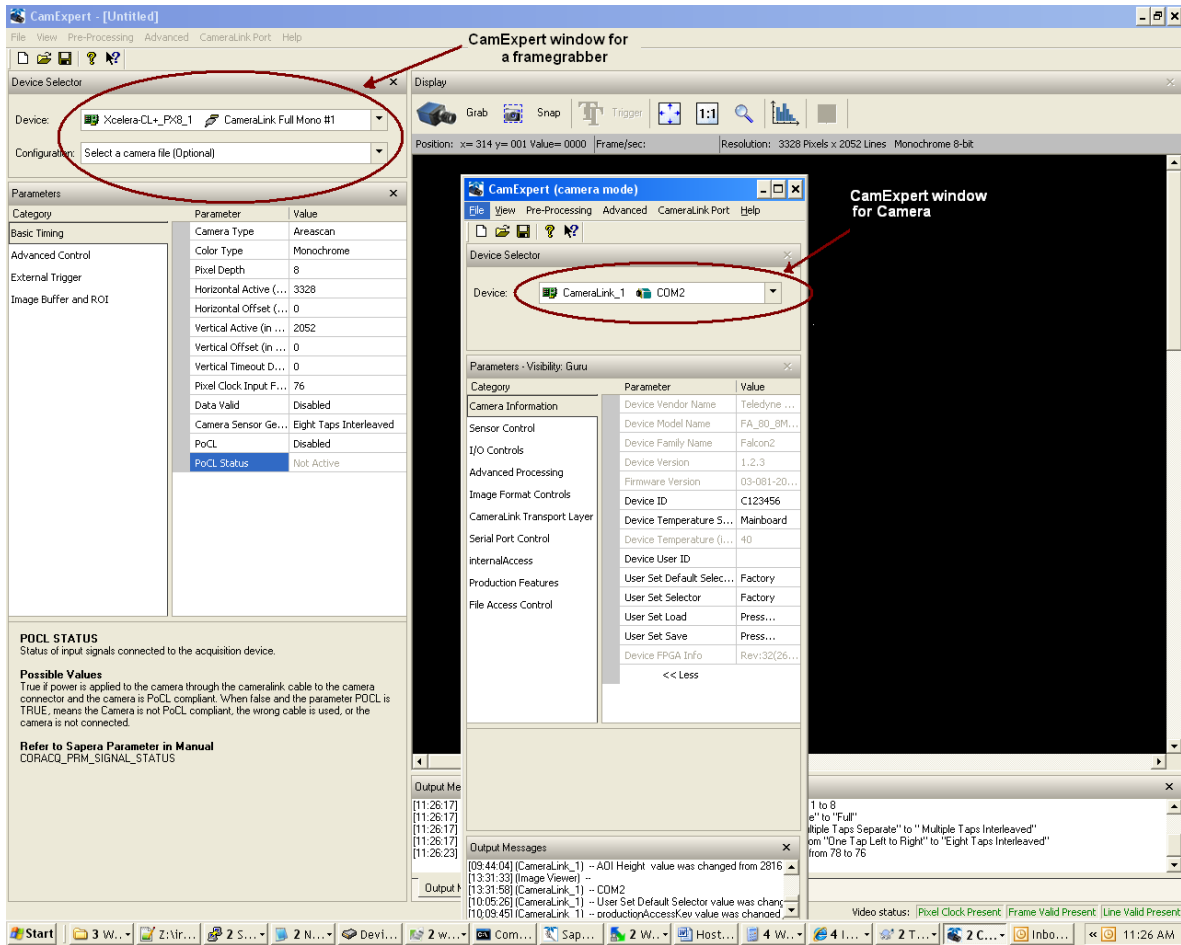 CamExpert - [Untitled]
File View Pre-Processing Advanced CameraLink Port Help
CamExpert window for
a framegrabber
Device Selector
Device: Xcelera-CL+_PX8_1 CameraLink Full Mono #1
Configuration: Select a camera file (Optional)
Parameters
Category Parameter Value
Basic Timing
Advanced Control
External Trigger
Image Buffer and ROI
Camera Type Areascan
Color Type Monochrome
Pixel Depth 8
Horizontal Active (... 3328
Horizontal Offset (... 0
Vertical Active (in ... 2052
Vertical Offset (in ... 0
Vertical Timeout D... 0
Pixel Clock Input F... 76
Data Valid Disabled
Camera Sensor Ge... Eight Taps Interleaved
PoCL Disabled
PoCL Status Not Active
POCL STATUS
Status of input signals connected to the acquisition device.
Possible Values
True if power is applied to the camera through the cameralink cable to the camera
connector and the camera is PoCL compliant. When false and the parameter POCL is
TRUE, means the Camera is not PoCL compliant, the wrong cable is used, or the
camera is not connected.
Refer to Sapera Parameter in Manual
CORACQ_PRM_SIGNAL_STATUS
Display
Grab Snap Trigger 1:1
Position: x= 314 y= 001 Value= 0000 Frame/sec: Resolution: 3328 Pixels x 2052 Lines Monochrome 8-bit
CamExpert window
for Camera
CamExpert (camera mode)
File View Pre-Processing Advanced CameraLink Port Help
Device Selector
Device: CameraLink_1 COM2
Parameters - Visibility: Guru
Category Parameter Value
Camera Information
Sensor Control
I/O Controls
Advanced Processing
Image Format Controls
CameraLink Transport Layer
Serial Port Control
internalAccess
Production Features
File Access Control
Device Vendor Name Teledyne ...
Device Model Name FA_80_8M...
Device Family Name Falcon2
Device Version 1.2.3
Firmware Version 03-081-20...
Device ID C123456
Device Temperature S... Mainboard
Device Temperature (i... 40
Device User ID
User Set Default Selec... Factory
User Set Selector Factory
User Set Load Press...
User Set Save Press...
Device FPGA Info Rev:32(26...
<< Less
Output Messages
[09:44:04] (CameraLink_1) -- AOI Height value was changed from 2816
[13:31:33] (Image Viewer) --
[13:31:58] (CameraLink_1) -- COM2
[10:05:26] (CameraLink_1) -- User Set Default Selector value was chang
[10:09:45] (CameraLink_1) -- productionAccessKey value was changed
Output Me
[11:26:17] 1 to 8
[11:26:17] e" to "Full"
[11:26:17] ltiple Taps Separate" to " Multiple Taps Interleaved"
[11:26:17] om "One Tap Left to Right" to "Eight Taps Interleaved"
[11:26:23] from 78 to 76
Output M
Video status: Pixel Clock Present Frame Valid Present Line Valid Present
Start 3 W... Z:\ir... 2 S... 2 N... Devi... 2 w... Com... Sap... 2 W... Host... 4 W... 4 I... 2 T... 2 C... Inbo... « 11:26 AM